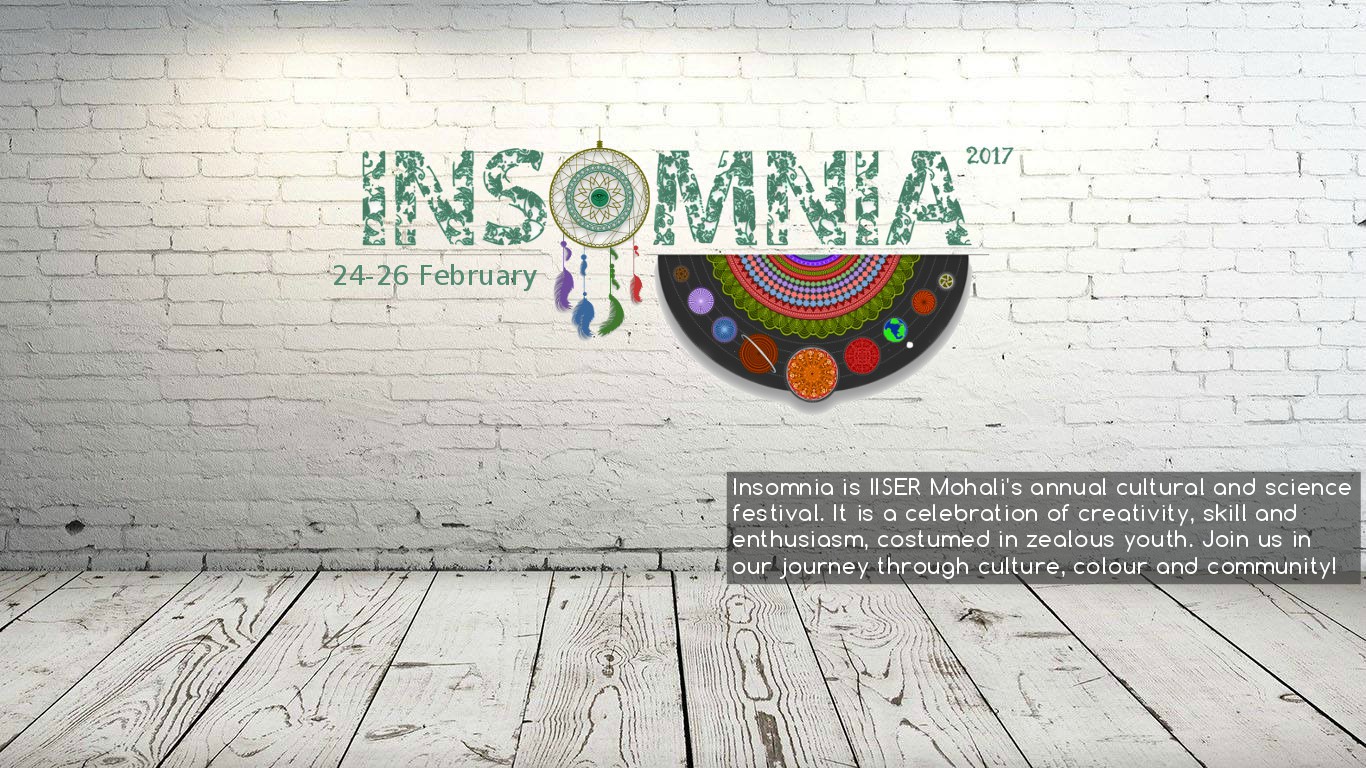 INSOMNIA 2017
24-26 February
Insomnia is IISER Mohali's annual cultural and science
festival. It is a celebration of creativity, skill and
enthusiasm, costumed in zealous youth. Join us in
our journey through culture, colour and community!